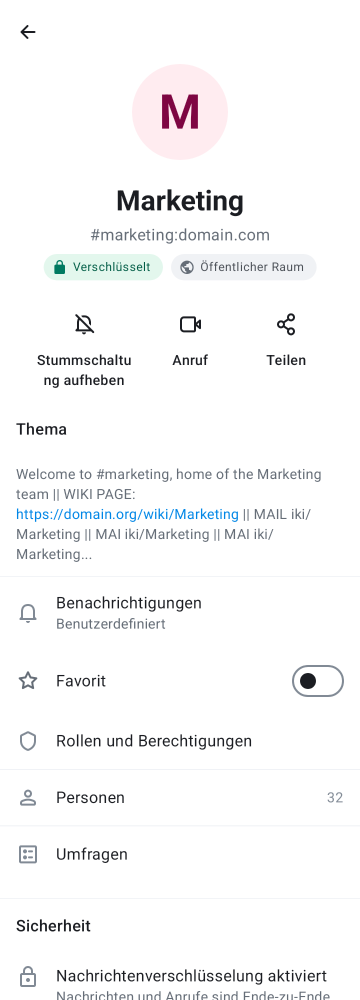 M
Marketing
#marketing:domain.com
Verschlüsselt
Öffentlicher Raum
Stummschaltu
ng aufheben
Anruf
Teilen
Thema
Welcome to #marketing, home of the Marketing
team || WIKI PAGE:
https://domain.org/wiki/Marketing || MAIL iki/
Marketing || MAI iki/Marketing || MAI iki/
Marketing...
Benachrichtigungen
Benutzerdefiniert
Favorit
Rollen und Berechtigungen
Personen 32
Umfragen
Sicherheit
Nachrichtenverschlüsselung aktiviert
Nachrichten und Anrufe sind Ende-zu-Ende